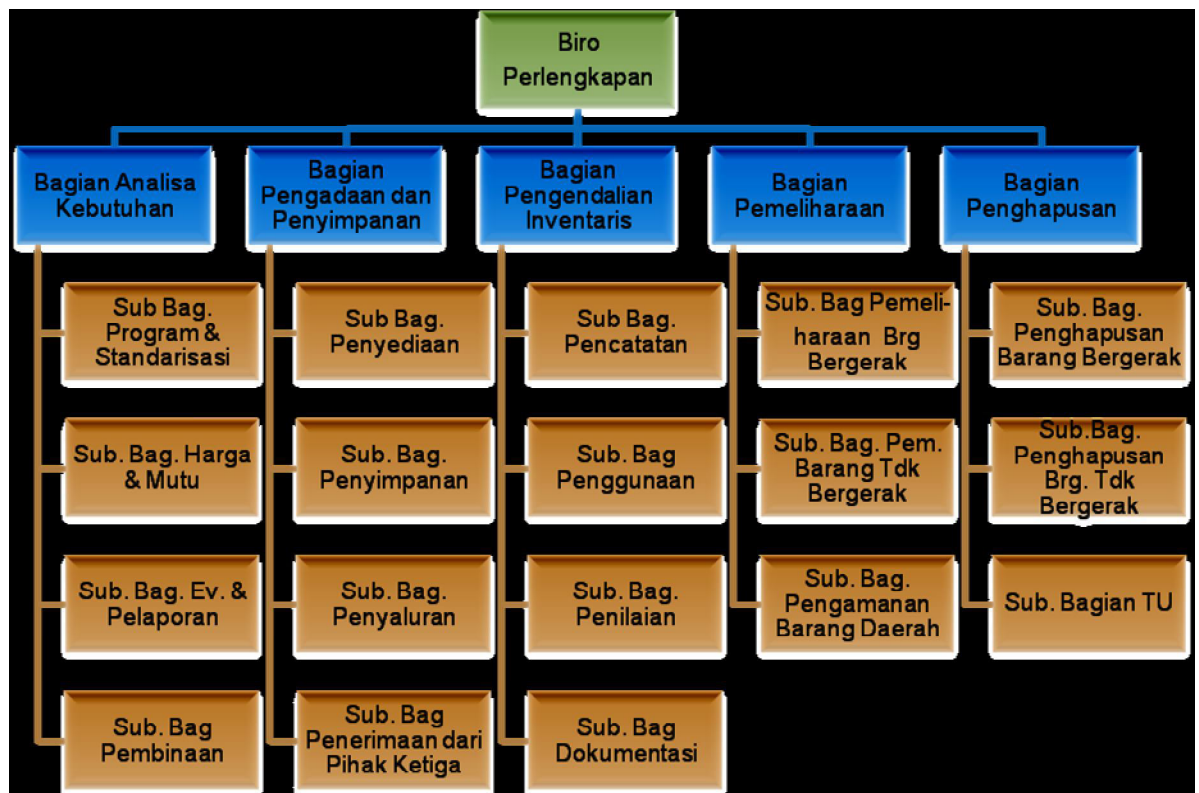 Biro
Perlengkapan
Bagian Analisa
Kebutuhan
Bagian
Pengadaan dan
Penyimpanan
Bagian
Pengendalian
Inventaris
Bagian
Pemeliharaan
Bagian
Penghapusan
Sub Bag.
Program &
Standarisasi
Sub Bag.
Penyediaan
Sub Bag.
Pencatatan
Sub. Bag Pemeli-
haraan Brg
Bergerak
Sub. Bag.
Penghapusan
Barang Bergerak
Sub. Bag. Harga
& Mutu
Sub. Bag.
Penyimpanan
Sub. Bag
Penggunaan
Sub. Bag. Pem.
Barang Tdk
Bergerak
Sub.Bag.
Penghapusan
Brg. Tdk
Bergerak
Sub. Bag. Ev. &
Pelaporan
Sub. Bag.
Penyaluran
Sub. Bag.
Penilaian
Sub. Bag.
Pengamanan
Barang Daerah
Sub. Bagian TU
Sub. Bag
Pembinaan
Sub. Bag
Penerimaan dari
Pihak Ketiga
Sub. Bag
Dokumentasi